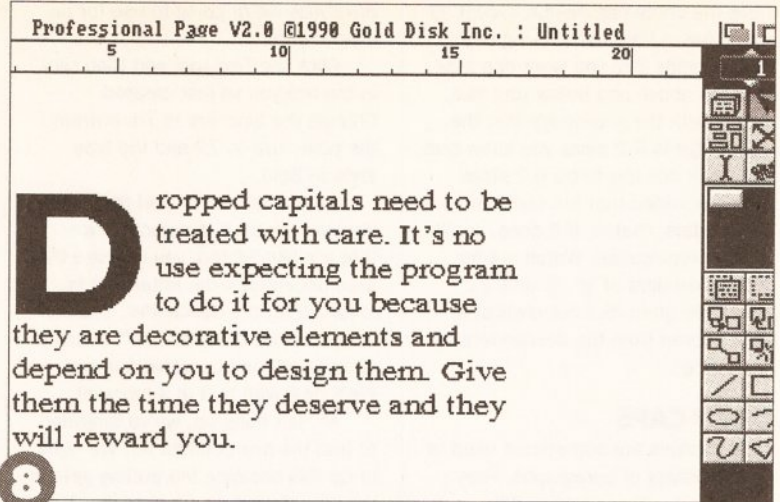 Professional Page V2.0 ©1990 Gold Disk Inc. : Untitled
5 10 15 20
1
Dropped capitals need to be
treated with care. It's no
use expecting the program
to do it for you because
they are decorative elements and
depend on you to design them. Give
them the time they deserve and they
will reward you.
8